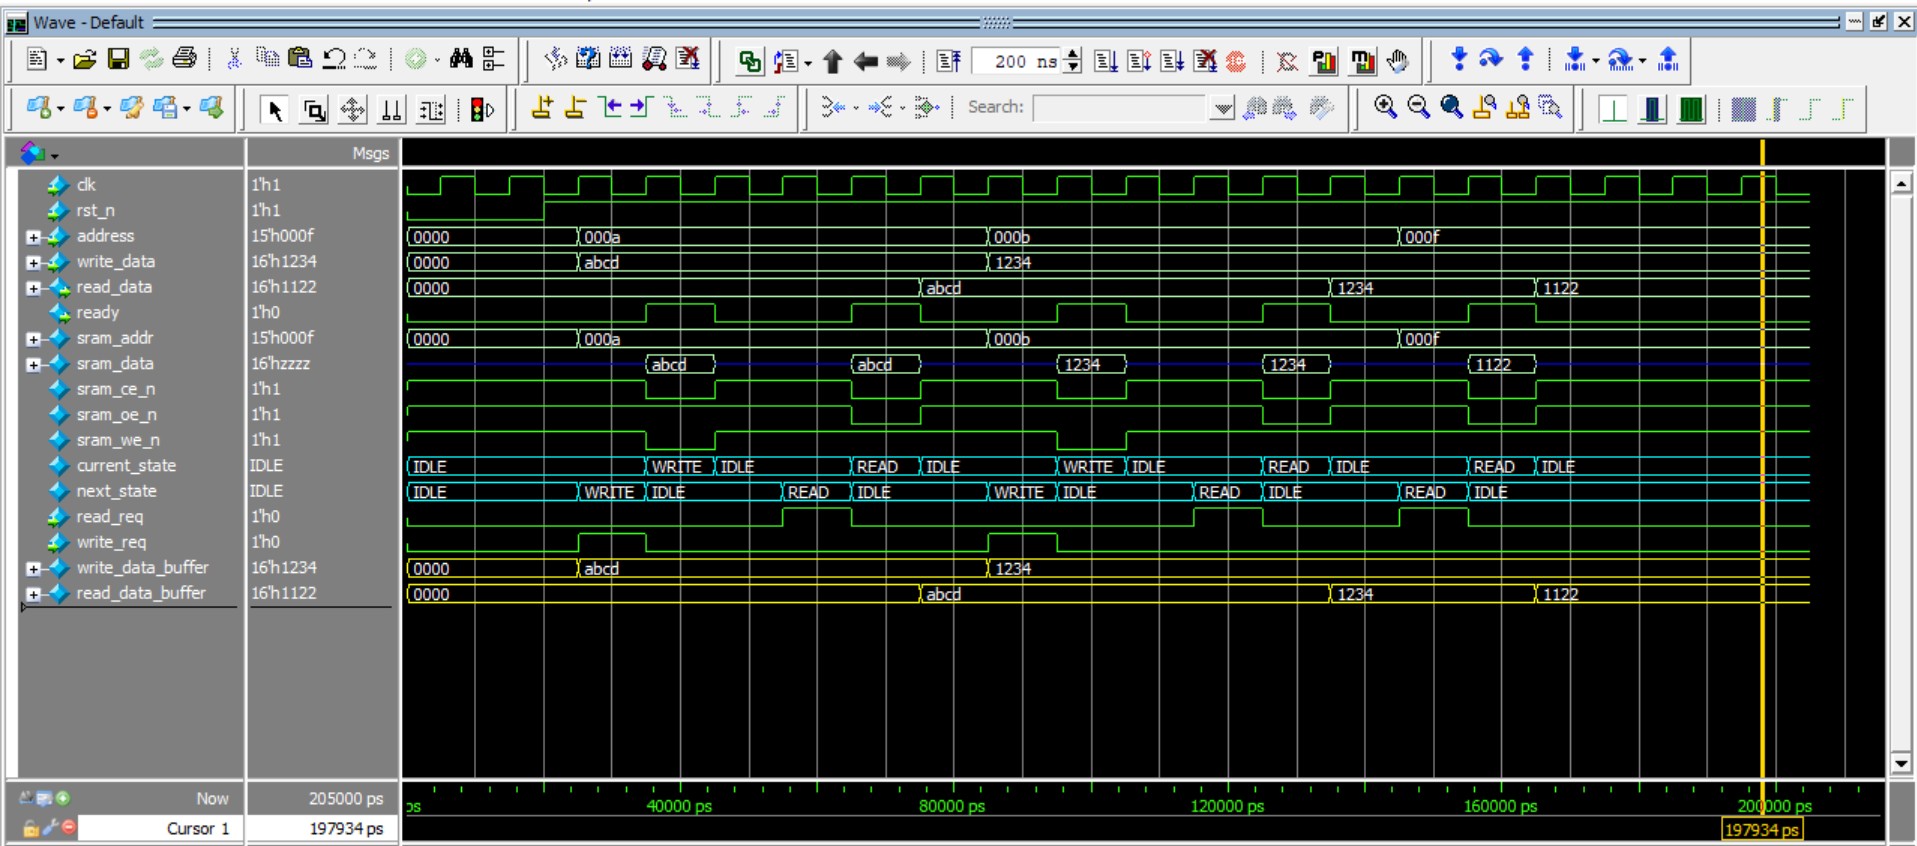 Wave - Default
200 ns
Search:
Msgs
clk 1'h1
rst_n 1'h1
address 15'h000f 0000 000a 000b 000f
write_data 16'h1234 0000 abcd 1234
read_data 16'h1122 0000 abcd 1234 1122
ready 1'h0
sram_addr 15'h000f 0000 000a 000b 000f
sram_data 16'hzzzz abcd abcd 1234 1234 1122
sram_ce_n 1'h1
sram_oe_n 1'h1
sram_we_n 1'h1
current_state IDLE IDLE WRITE IDLE READ IDLE WRITE IDLE READ IDLE READ IDLE
next_state IDLE IDLE WRITE IDLE READ IDLE WRITE IDLE READ IDLE READ IDLE
read_req 1'h0
write_req 1'h0
write_data_buffer 16'h1234 0000 abcd 1234
read_data_buffer 16'h1122 0000 abcd 1234 1122
Now 205000 ps ps 40000 ps 80000 ps 120000 ps 160000 ps 200000 ps
Cursor 1 197934 ps 197934 ps